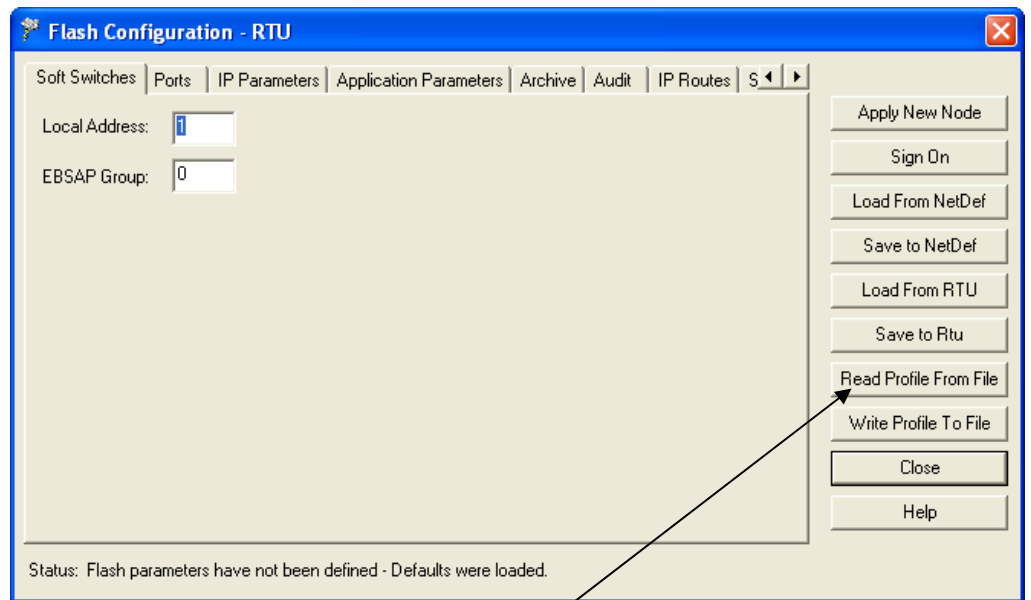 Flash Configuration - RTU
Soft Switches Ports IP Parameters Application Parameters Archive Audit IP Routes S
Local Address: 1
EBSAP Group: 0
Apply New Node
Sign On
Load From NetDef
Save to NetDef
Load From RTU
Save to Rtu
Read Profile From File
Write Profile To File
Close
Help
Status: Flash parameters have not been defined - Defaults were loaded.